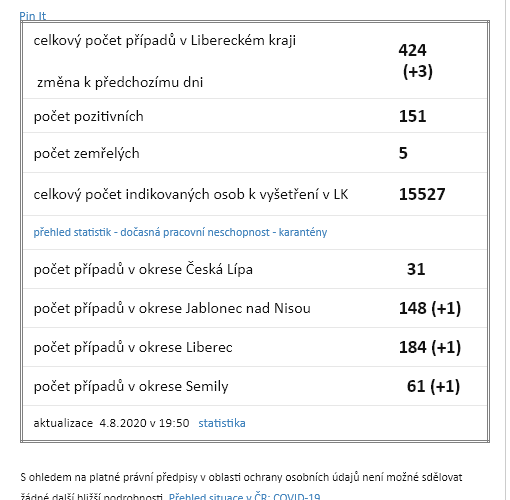 Pin It
celkový počet případů v Libereckém kraji
424
(+3)
změna k předchozímu dni
počet pozitivních 151
počet zemřelých 5
celkový počet indikovaných osob k vyšetření v LK 15527
přehled statistik - dočasná pracovní neschopnost - karantény
počet případů v okrese Česká Lípa 31
počet případů v okrese Jablonec nad Nisou 148 (+1)
počet případů v okrese Liberec 184 (+1)
počet případů v okrese Semily 61 (+1)
aktualizace 4.8.2020 v 19:50 statistika
S ohledem na platné právní předpisy v oblasti ochrany osobních údajů není možné sdělovat
žádné další bližší podrobnosti. Přehled situace v ČR: COVID-19